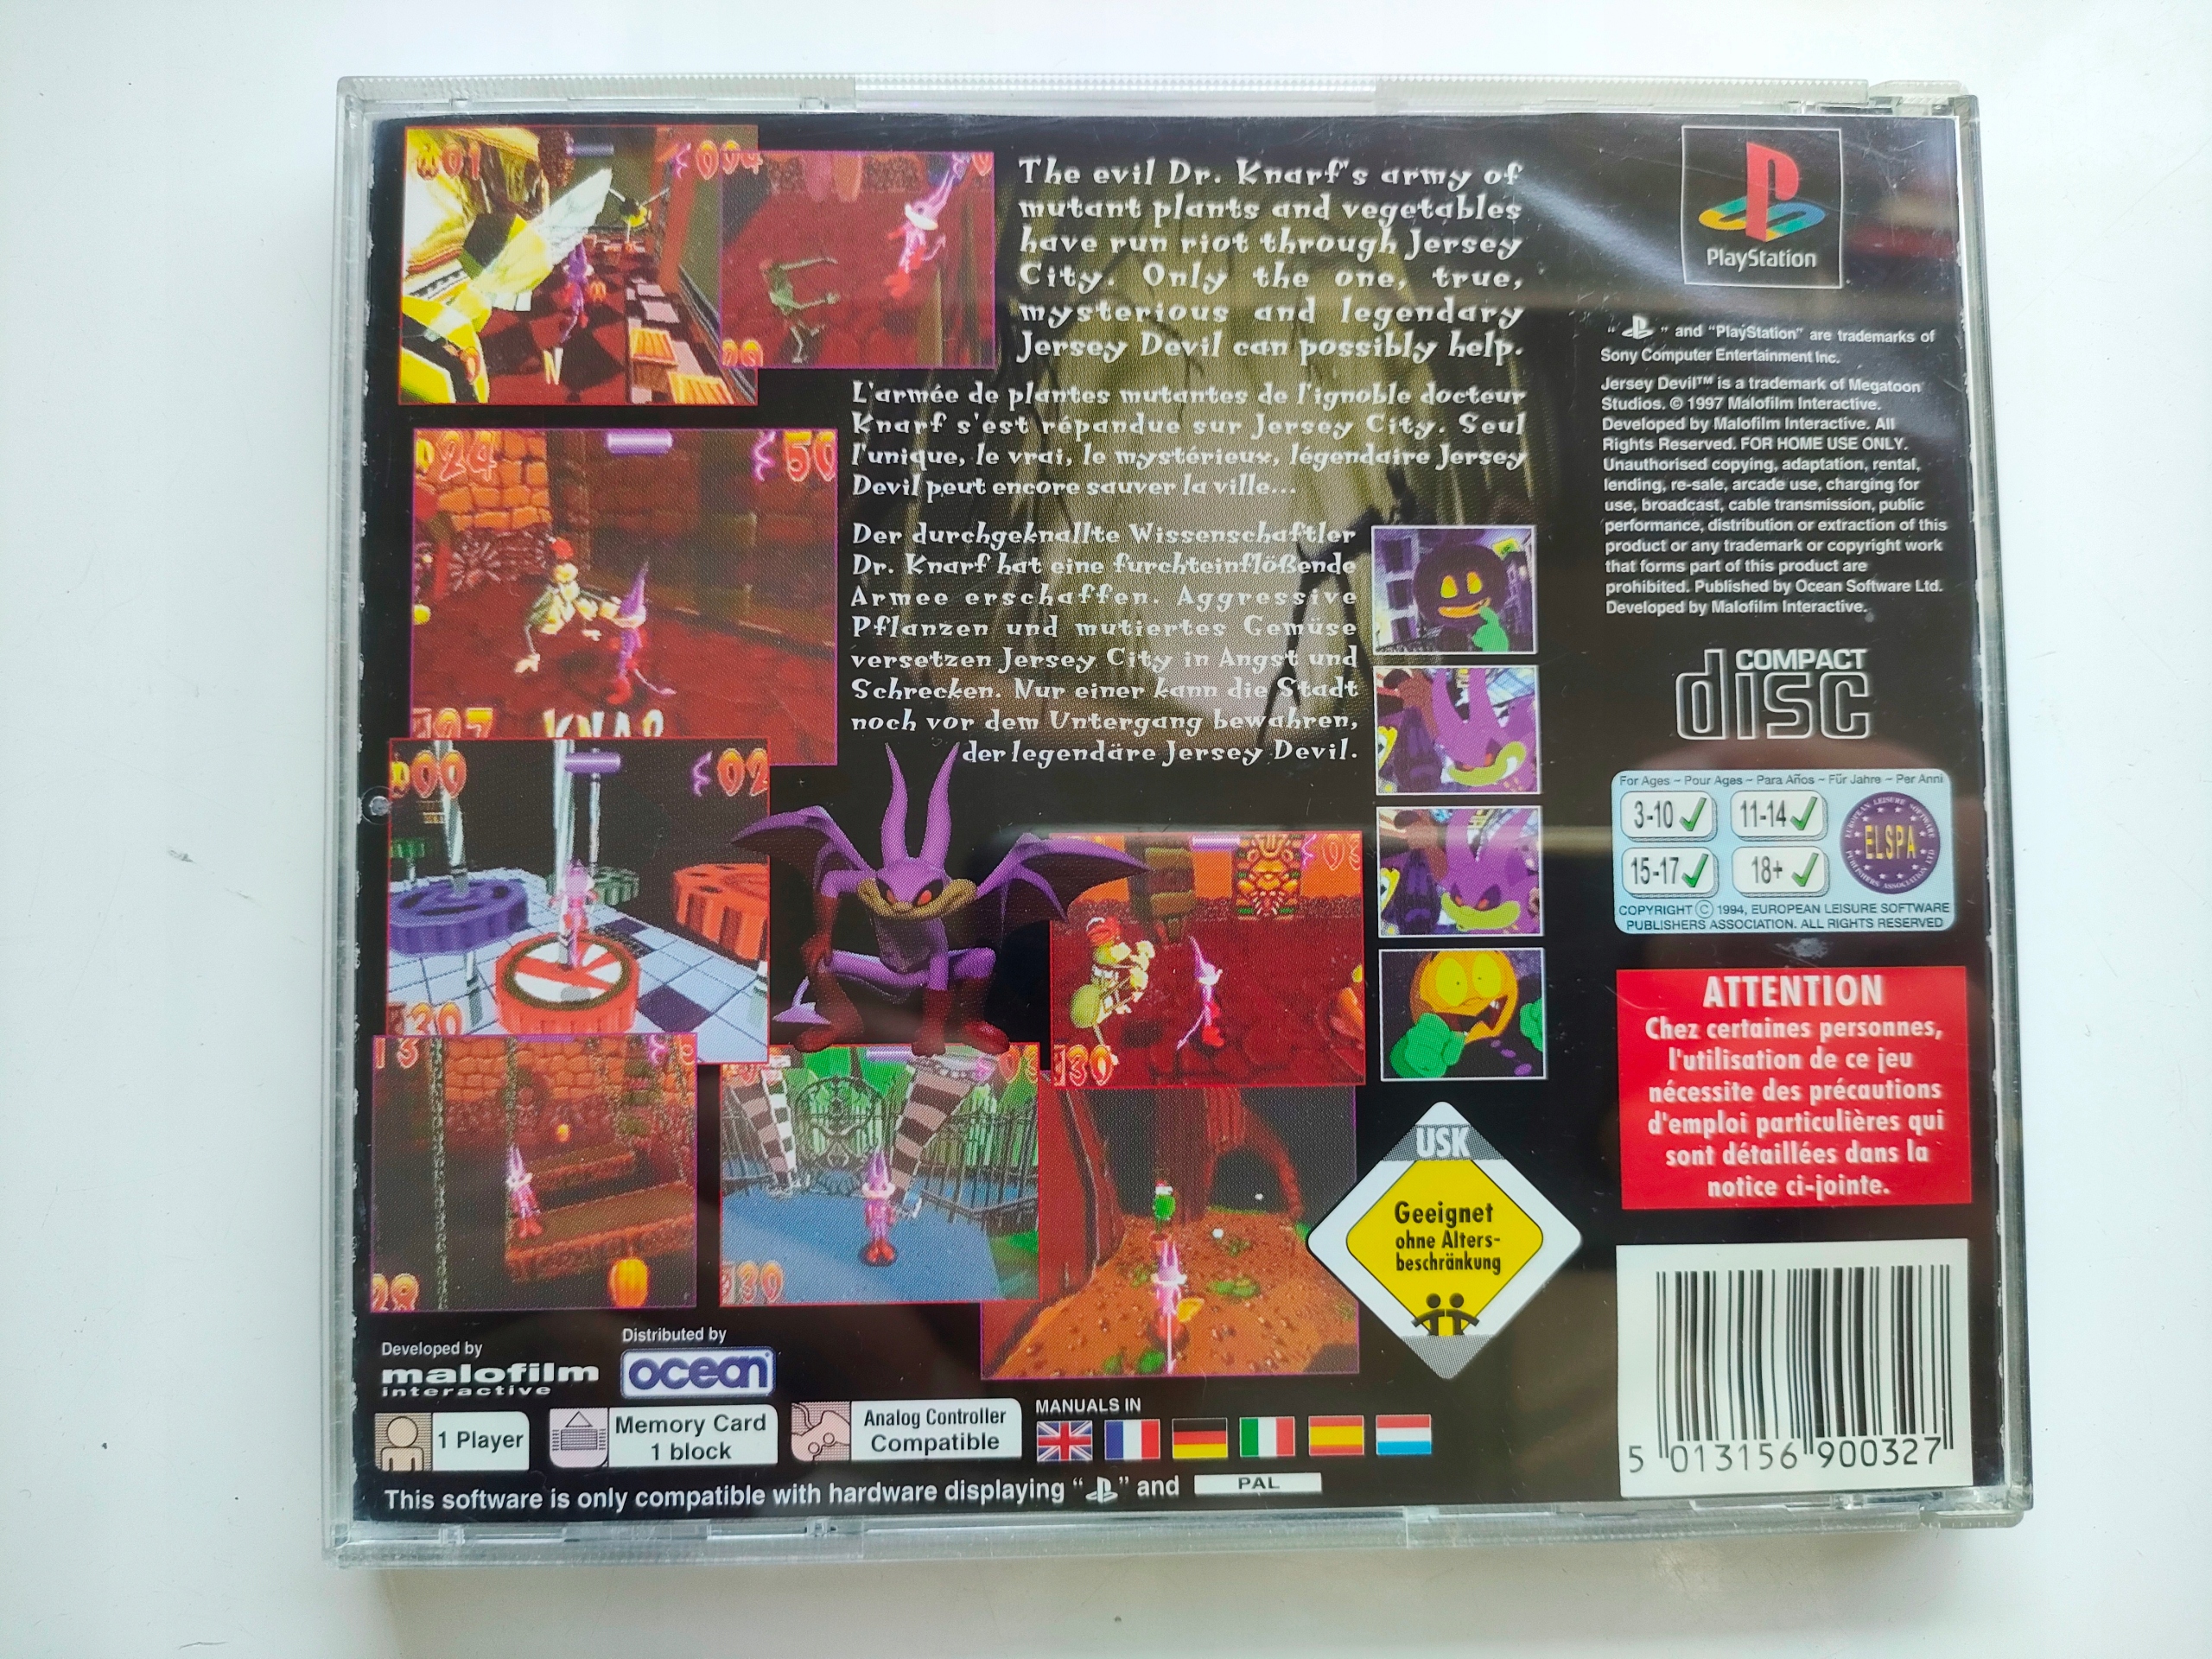 The evil Dr. Knarf's army of
mutant plants and vegetables
have run riot through Jersey
City. Only the one, true,
mysterious and legendary
Jersey Devil can possibly help.
L'armée de plantes mutantes de l'ignoble docteur
Knarf s'est répandue sur Jersey City. Seul
l'unique, le vrai, le mystérieux, légendaire Jersey
Devil peut encore sauver la ville...
Der durchgeknallte Wissenschaftler
Dr. Knarf hat eine furchteinflößende
Armee erschaffen. Aggressive
Pflanzen und mutiertes Gemüse
versetzen Jersey City in Angst und
Schrecken. Nur einer kann die Stadt
noch vor dem Untergang bewahren,
der legendäre Jersey Devil.
PlayStation
" " and "PlayStation" are trademarks of
Sony Computer Entertainment Inc.
Jersey Devil™ is a trademark of Megatoon
Studios. © 1997 Malofilm Interactive.
Developed by Malofilm Interactive. All
Rights Reserved. FOR HOME USE ONLY.
Unauthorised copying, adaptation, rental,
lending, re-sale, arcade use, charging for
use, broadcast, cable transmission, public
performance, distribution or extraction of this
product or any trademark or copyright work
that forms part of this product are
prohibited. Published by Ocean Software Ltd.
Developed by Malofilm Interactive.
COMPACT
disc
For Ages ~ Pour Ages ~ Para Años ~ Für Jahre ~ Per Anni
3-10 11-14
15-17 18+
ELSPA
COPYRIGHT © 1994, EUROPEAN LEISURE SOFTWARE
PUBLISHERS ASSOCIATION. ALL RIGHTS RESERVED
ATTENTION
Chez certaines personnes,
l'utilisation de ce jeu
nécessite des précautions
d'emploi particulières qui
sont détaillées dans la
notice ci-jointe.
USK
Geeignet
ohne Alters-
beschränkung
5 013156 900327
01 094
24 50
KNA
00 02
30
03
30
03
30
28
Developed by
malofilm
interactive
Distributed by
ocean
1 Player
Memory Card
1 block
Analog Controller
Compatible
MANUALS IN
This software is only compatible with hardware displaying " " and PAL